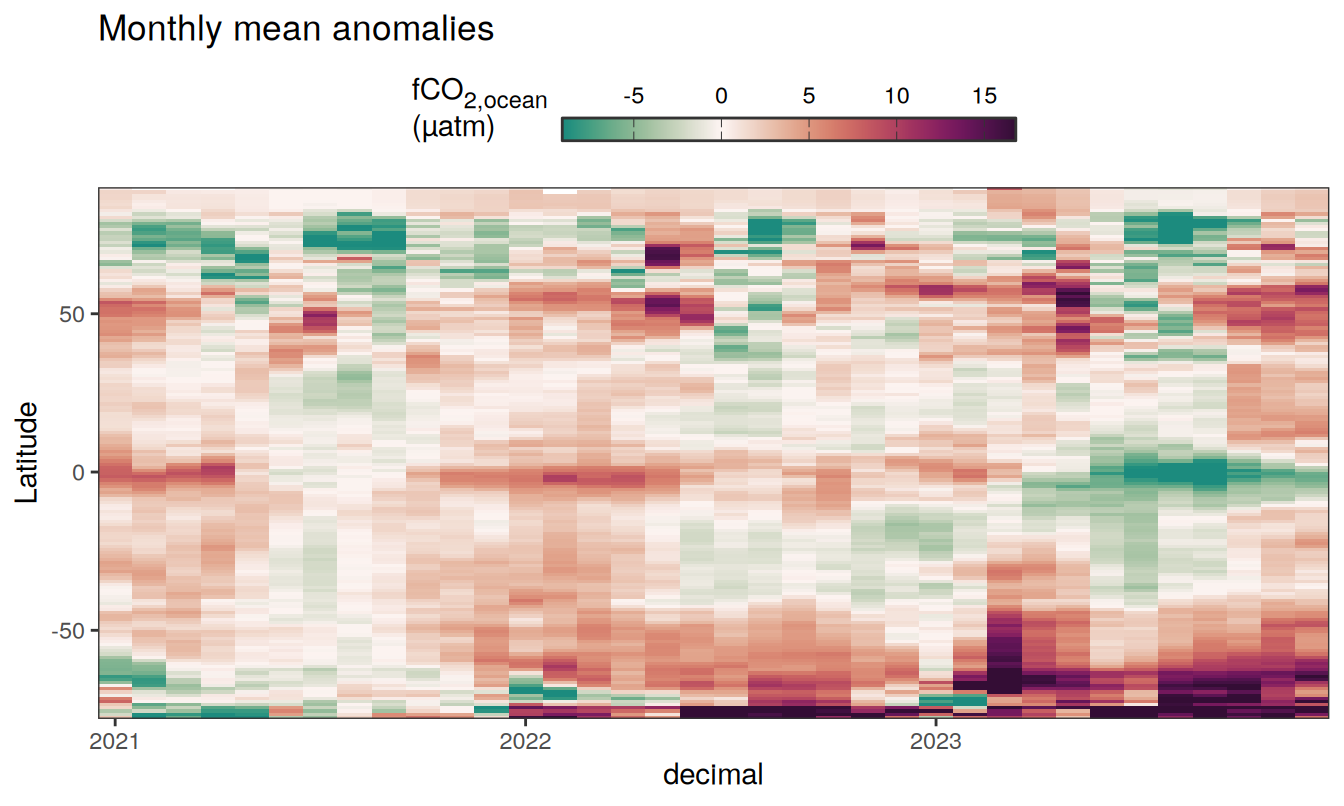 Monthly mean anomalies
fCO2,ocean
(µatm)
-5 0 5 10 15
Latitude
50
0
-50
2021 2022 2023
decimal